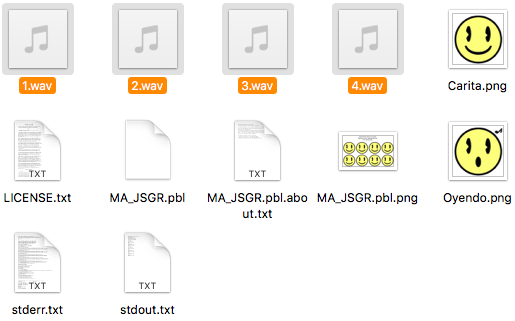 1.wav
2.wav
3.wav
4.wav
Carita.png
TXT
LICENSE.txt
MA_JSGR.pbl
TXT
MA_JSGR.pbl.abo
ut.txt
MA_JSGR.pbl.png
Oyendo.png
TXT
stderr.txt
TXT
stdout.txt